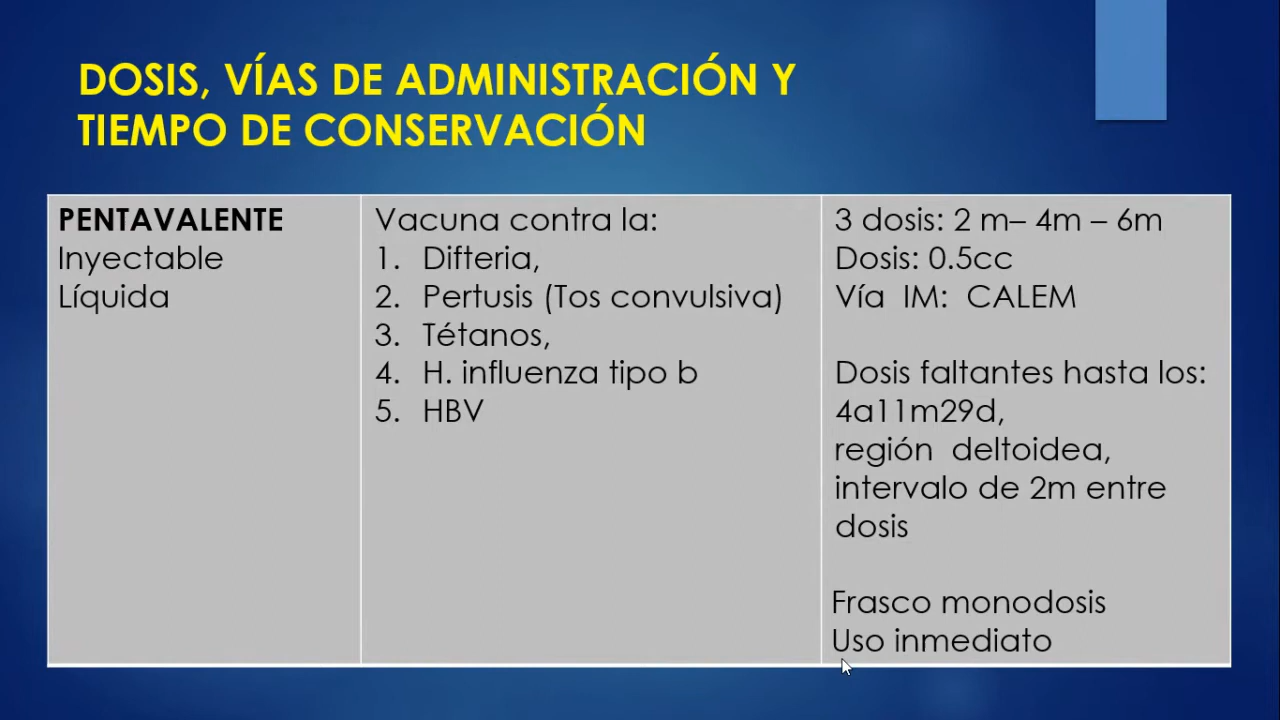 DOSIS, VÍAS DE ADMINISTRACIÓN Y
TIEMPO DE CONSERVACIÓN
PENTAVALENTE
Inyectable
Líquida
Vacuna contra la:
1. Difteria,
2. Pertusis (Tos convulsiva)
3. Tétanos,
4. H. influenza tipo b
5. HBV
3 dosis: 2 m– 4m – 6m
Dosis: 0.5cc
Vía IM: CALEM
Dosis faltantes hasta los:
4a11m29d,
región deltoidea,
intervalo de 2m entre
dosis
Frasco monodosis
Uso inmediato